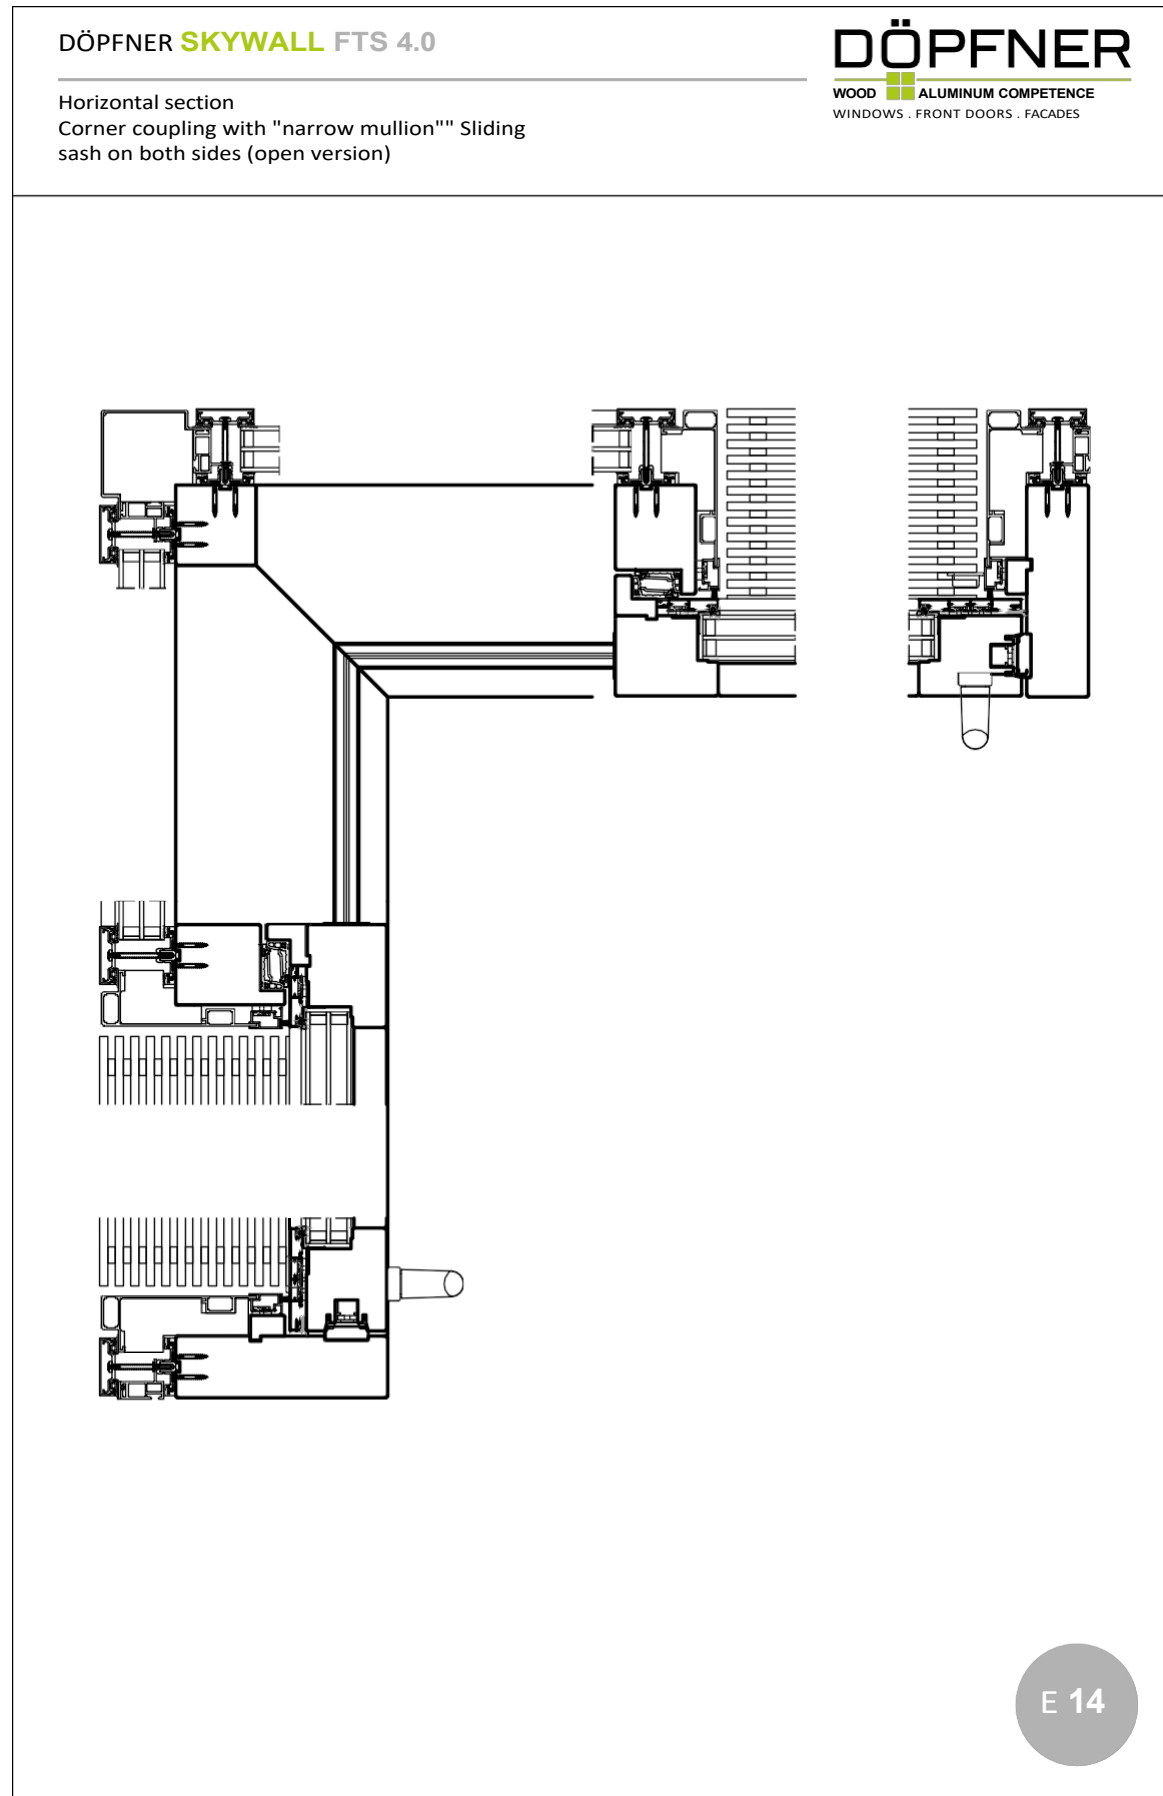 DÖPFNER SKYWALL FTS 4.0
Horizontal section
Corner coupling with "narrow mullion"" Sliding
sash on both sides (open version)
DÖPFNER
WOOD ALUMINUM COMPETENCE
WINDOWS . FRONT DOORS . FACADES
E 14